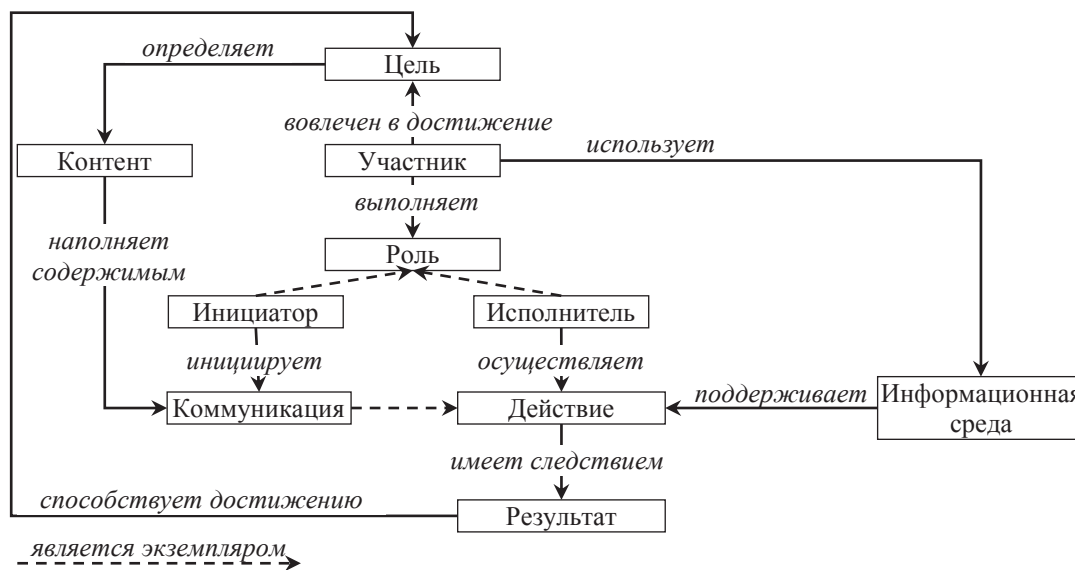 определяет
Цель
вовлечен в достижение
использует
Контент
Участник
выполняет
наполняет
содержимым
Роль
Инициатор
Исполнитель
инициирует
осуществляет
Коммуникация
Действие
поддерживает
Информационная
среда
имеет следствием
способствует достижению
Результат
является экземпляром